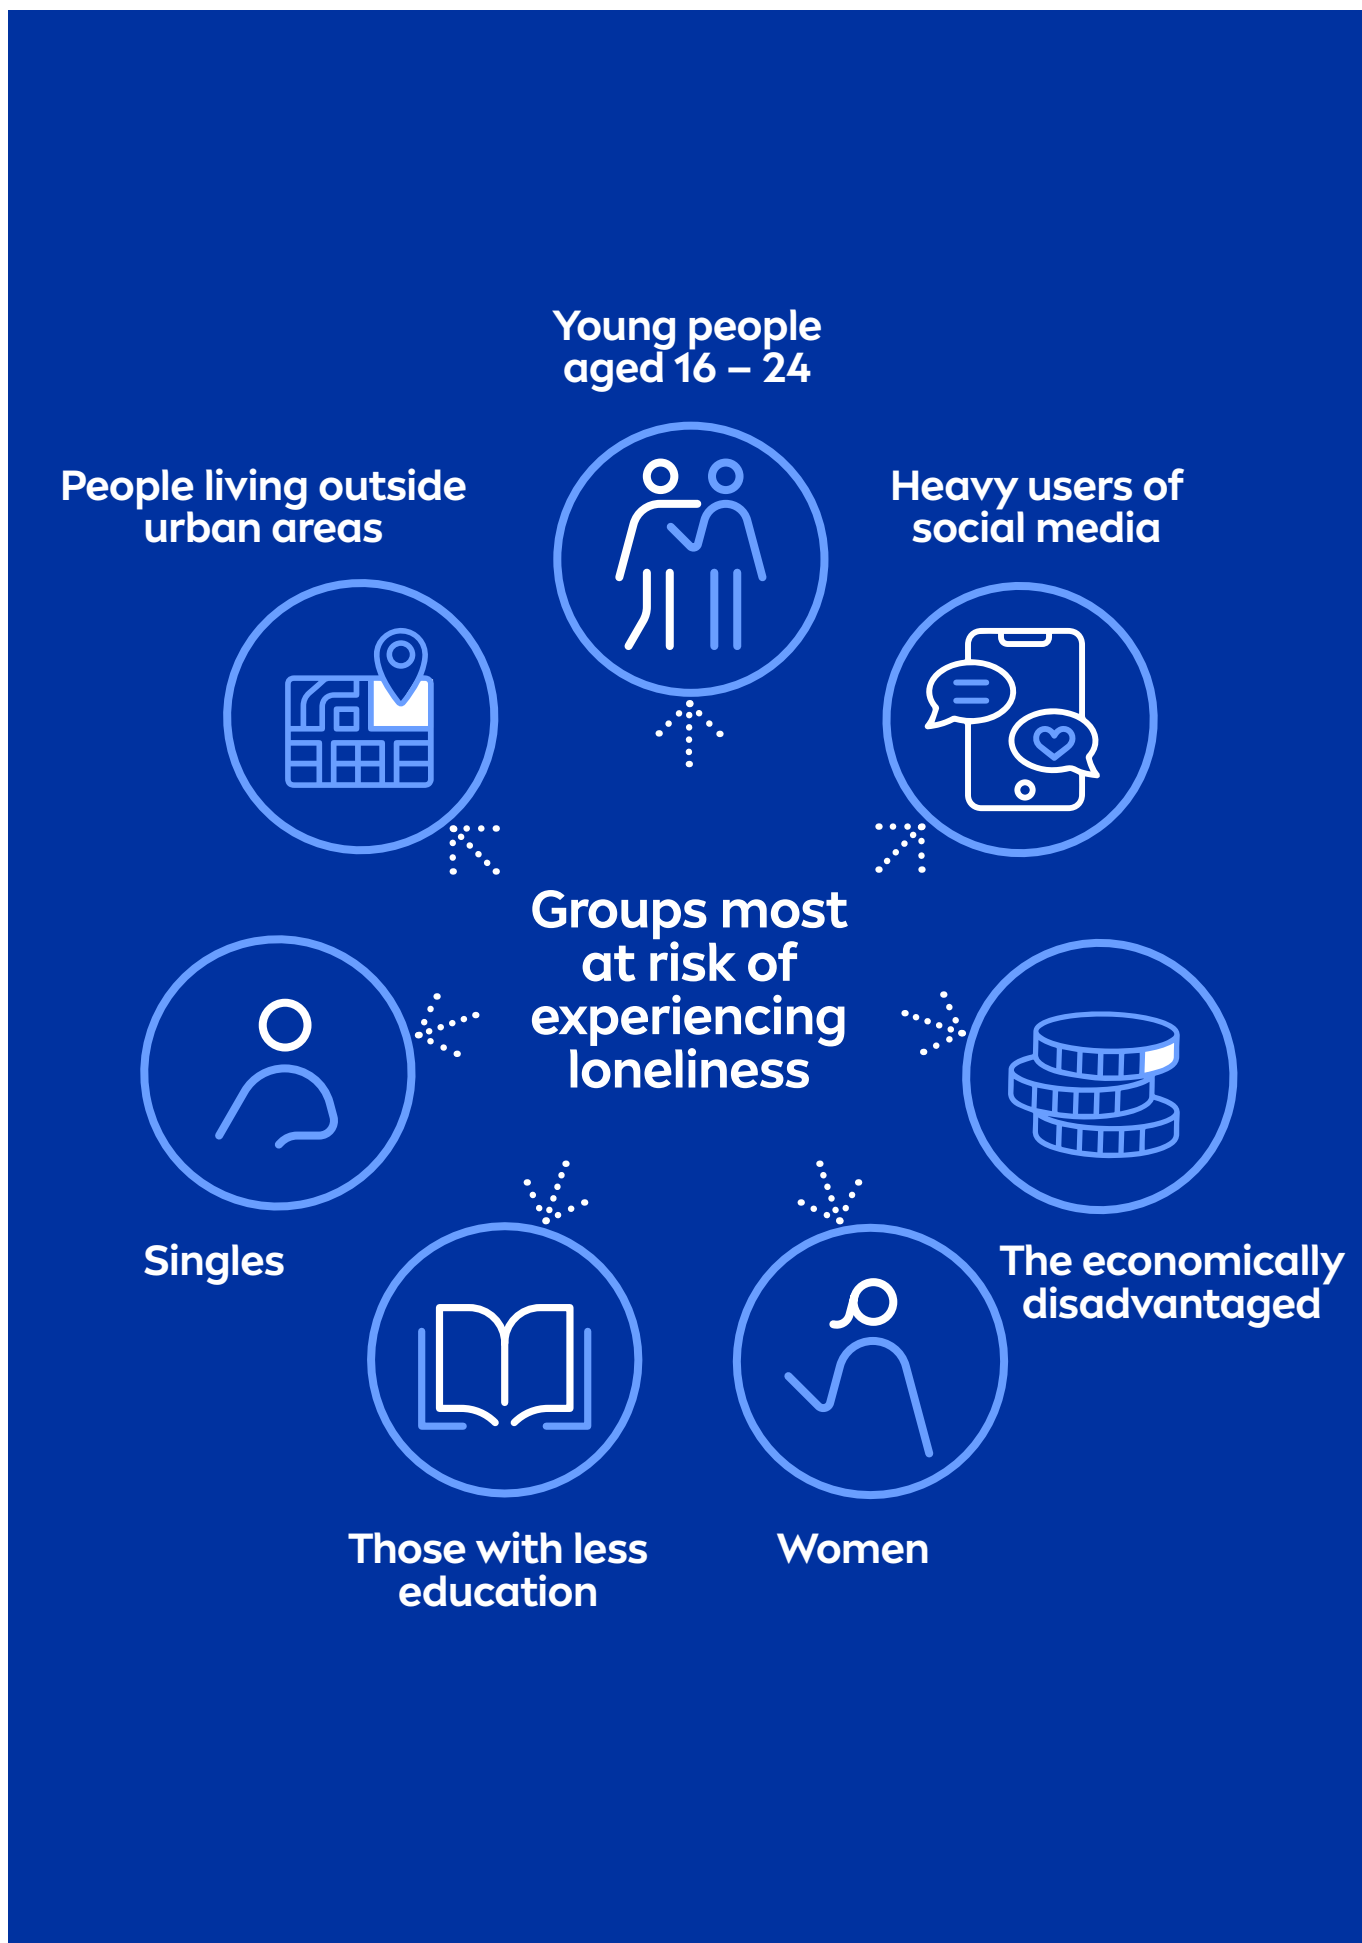 Young people
aged 16 – 24
People living outside
urban areas
Heavy users of
social media
Groups most
at risk of
experiencing
loneliness
Singles
The economically
disadvantaged
Those with less
education
Women